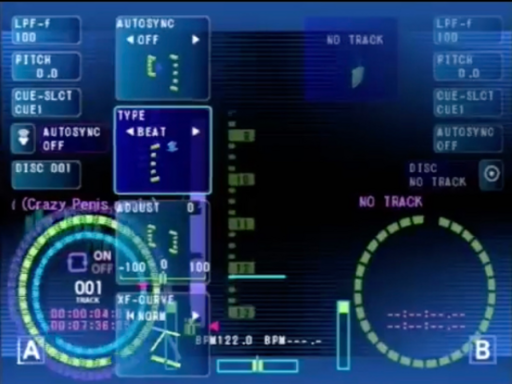 LPF-f
100
PITCH
0.0
CUE-SLCT
CUE1
AUTOSYNC
OFF
DISC 001
(Crazy Penis
ON
OFF
001
TRACK
A
AUTOSYNC
OFF
TYPE
BEAT
ADJUST 0
-100 0 100
XF-CURVE
NORM
BPM122.0 BPM---.-
NO TRACK
LPF-f
100
PITCH
0.0
CUE-SLCT
CUE1
AUTOSYNC
OFF
DISC
NO TRACK
NO TRACK
--:--:--.--
--:--:--.--
B